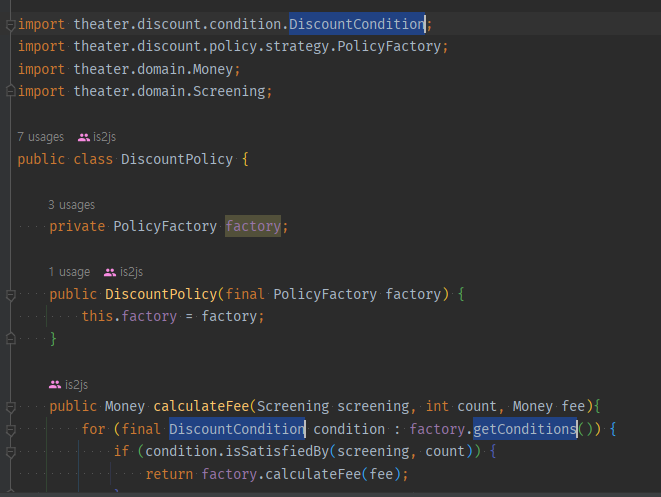 import theater.discount.condition.DiscountCondition;
import theater.discount.policy.strategy.PolicyFactory;
import theater.domain.Money;
import theater.domain.Screening;
7 usages is2js
public class DiscountPolicy {
3 usages
private PolicyFactory factory;
1 usage is2js
public DiscountPolicy(final PolicyFactory factory) {
this.factory = factory;
}
is2js
public Money calculateFee(Screening screening, int count, Money fee){
for (final DiscountCondition condition : factory.getConditions()) {
if (condition.isSatisfiedBy(screening, count)) {
return factory.calculateFee(fee);
}